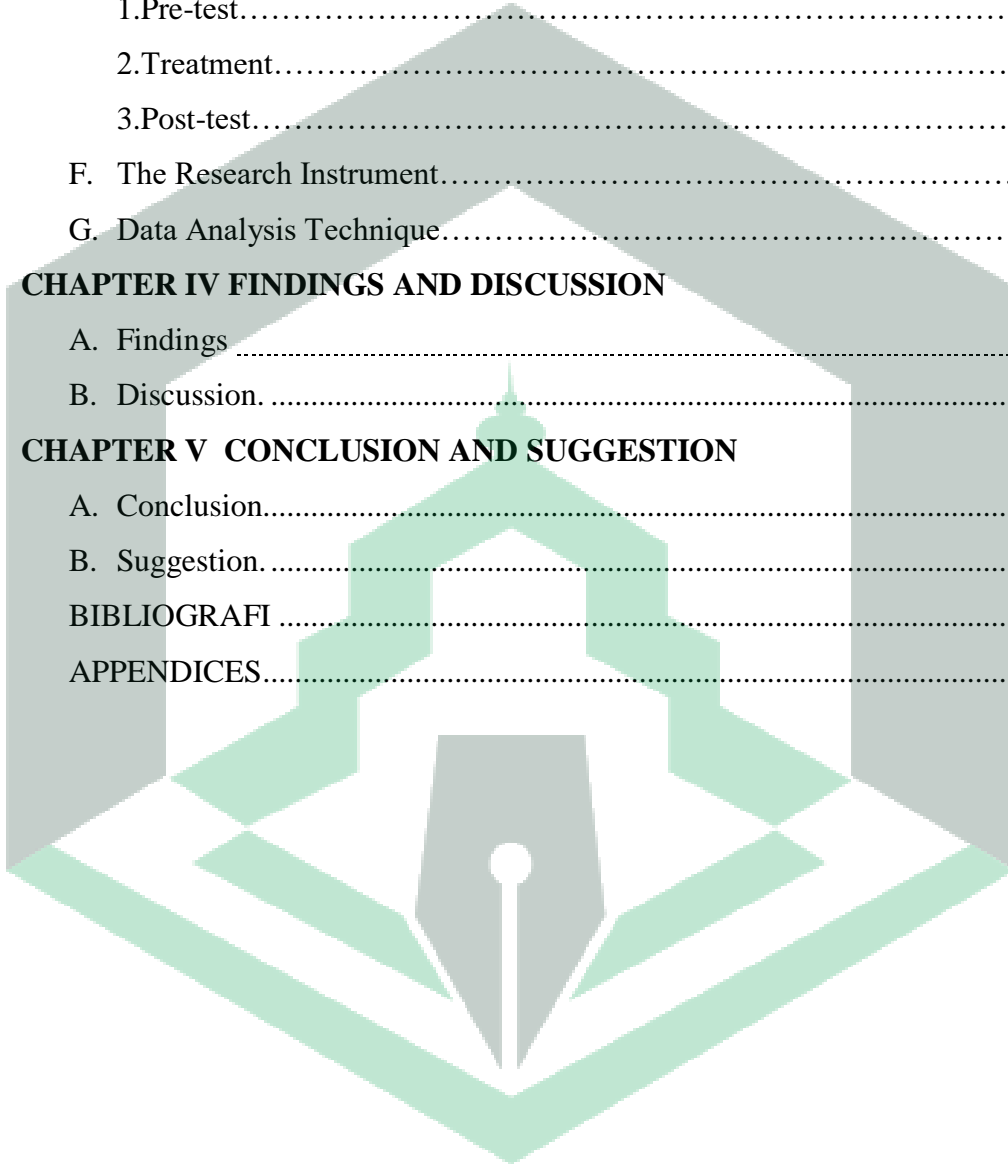 1.Pre-test……………………………………………………………
2.Treatment…………………………………………………………
3.Post-test……………………………………………………………
F. The Research Instrument…………………………………………
G. Data Analysis Technique…………………………………………
CHAPTER IV FINDINGS AND DISCUSSION
A. Findings ..............................................................................
B. Discussion. ..........................................................................
CHAPTER V CONCLUSION AND SUGGESTION
A. Conclusion...........................................................................
B. Suggestion. ..........................................................................
BIBLIOGRAFI ..........................................................................
APPENDICES............................................................................